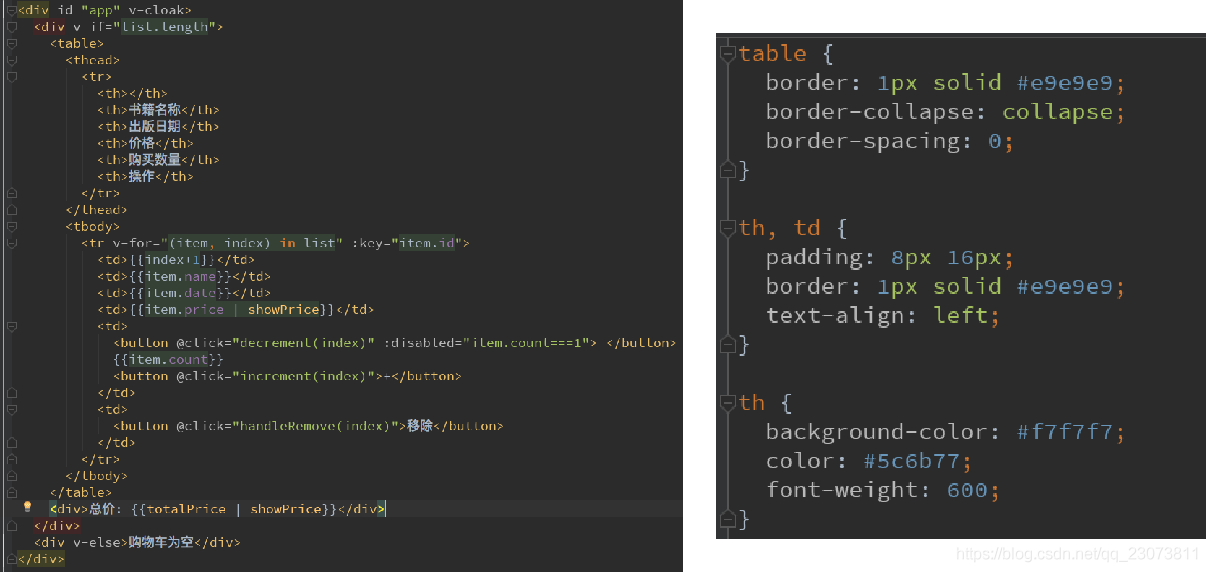 <div id "app" v-cloak>
<div v if="list.length">
<table>
<thead>
<tr>
<th></th>
<th>书籍名称</th>
<th>出版日期</th>
<th>价格</th>
<th>购买数量</th>
<th>操作</th>
</tr>
</thead>
<tbody>
<tr v-for="(item, index) in list" :key="item.id">
<td>{{index+1}}</td>
<td>{{item.name}}</td>
<td>{{item.date}}</td>
<td>{{item.price | showPrice}}</td>
<td>
<button @click="decrement(index)" :disabled="item.count===1"> </button>
{{item.count}}
<button @click="increment(index)">+</button>
</td>
<td>
<button @click="handleRemove(index)">移除</button>
</td>
</tr>
</tbody>
</table>
<div>总价: {{totalPrice | showPrice}}</div>
</div>
<div v-else>购物车为空</div>
</div>
table {
border: 1px solid #e9e9e9;
border-collapse: collapse;
border-spacing: 0;
}
th, td {
padding: 8px 16px;
border: 1px solid #e9e9e9;
text-align: left;
}
th {
background-color: #f7f7f7;
color: #5c6b77;
font-weight: 600;
}
https://blog.csdn.net/qq_23073811